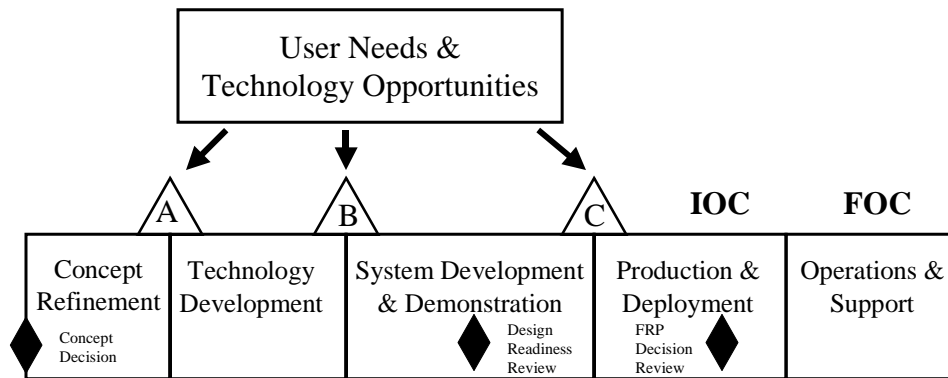 User Needs &
Technology Opportunities
A
B
C
IOC
FOC
Concept
Refinement
Concept
Decision
Technology
Development
System Development
& Demonstration
Design
Readiness
Review
Production &
Deployment
FRP
Decision
Review
Operations &
Support